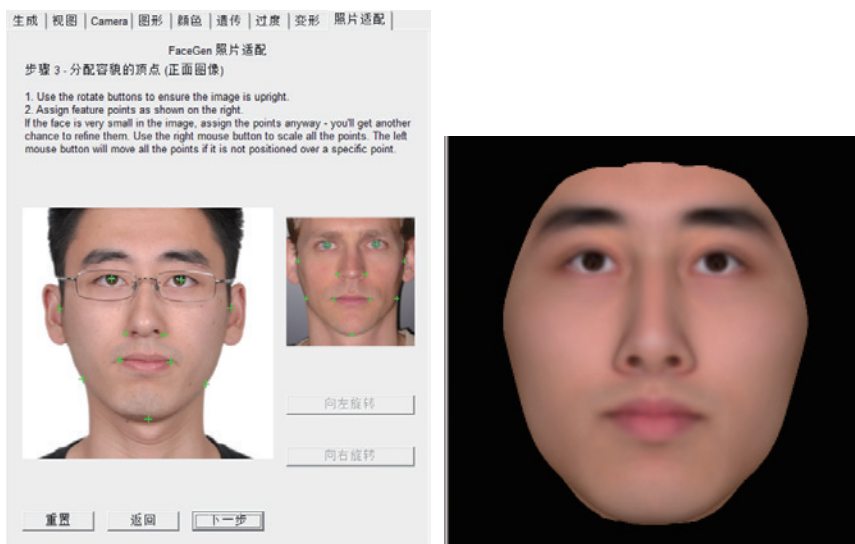 生成 视图 Camera 图形 颜色 遗传 过度 变形 照片适配
FaceGen 照片适配
步骤 3 - 分配容貌的顶点 (正面图像)
1. Use the rotate buttons to ensure the image is upright.
2. Assign feature points as shown on the right.
If the face is very small in the image, assign the points anyway - you'll get another
chance to refine them. Use the right mouse button to scale all the points. The left
mouse button will move all the points if it is not positioned over a specific point.
向左旋转
向右旋转
重置 返回 下一步